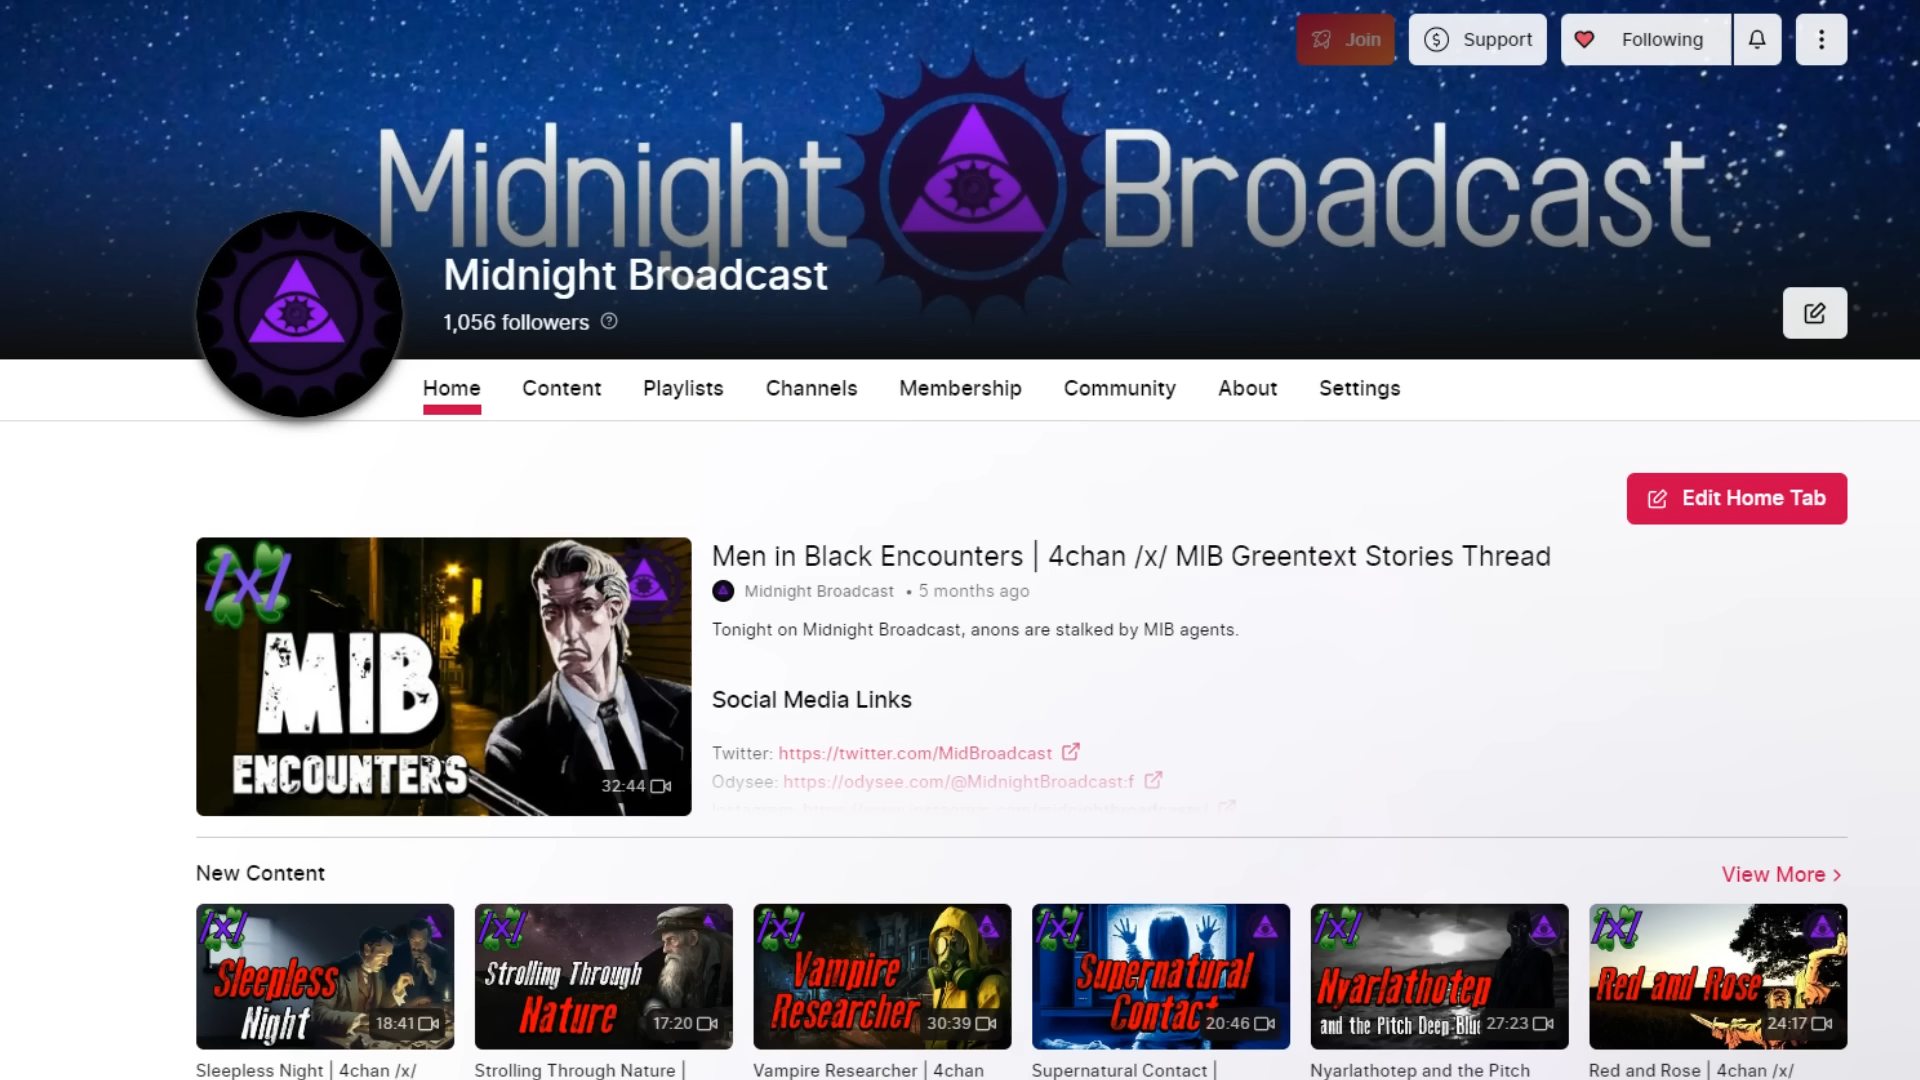 Join
Support
Following
Midnight Broadcast
Midnight Broadcast
1,056 followers
Home
Content
Playlists
Channels
Membership
Community
About
Settings
Edit Home Tab
/x/
MIB
ENCOUNTERS
32:44
Men in Black Encounters | 4chan /x/ MIB Greentext Stories Thread
Midnight Broadcast • 5 months ago
Tonight on Midnight Broadcast, anons are stalked by MIB agents.
Social Media Links
Twitter: https://twitter.com/MidBroadcast
Odysee: https://odysee.com/@MidnightBroadcast:f
New Content
View More
/x/
Sleepless
Night
18:41
Sleepless Night | 4chan /x/
/x/
Strolling Through
Nature
17:20
Strolling Through Nature |
/x/
Vampire
Researcher
30:39
Vampire Researcher | 4chan
/x/
Supernatural
Contact
20:46
Supernatural Contact |
/x/
Nyarlathotep
and the Pitch Deep-Blue
27:23
Nyarlathotep and the Pitch
/x/
Red and Rose
24:17
Red and Rose | 4chan /x/